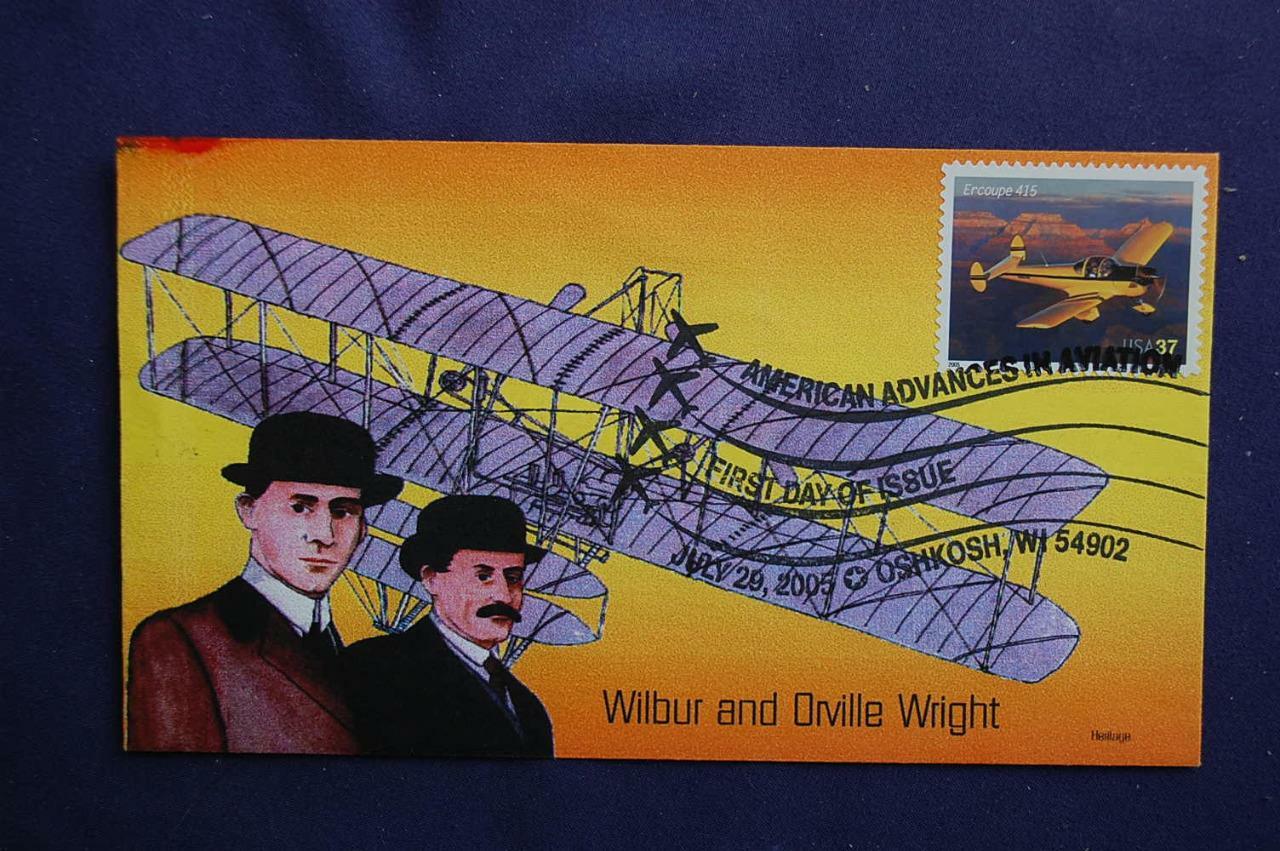 Ercoupe 415
USA37
2005
AMERICAN ADVANCES IN AVIATION
FIRST DAY OF ISSUE
JULY 29, 2005 ✪ OSHKOSH, WI 54902
Wilbur and Orville Wright
Heritage